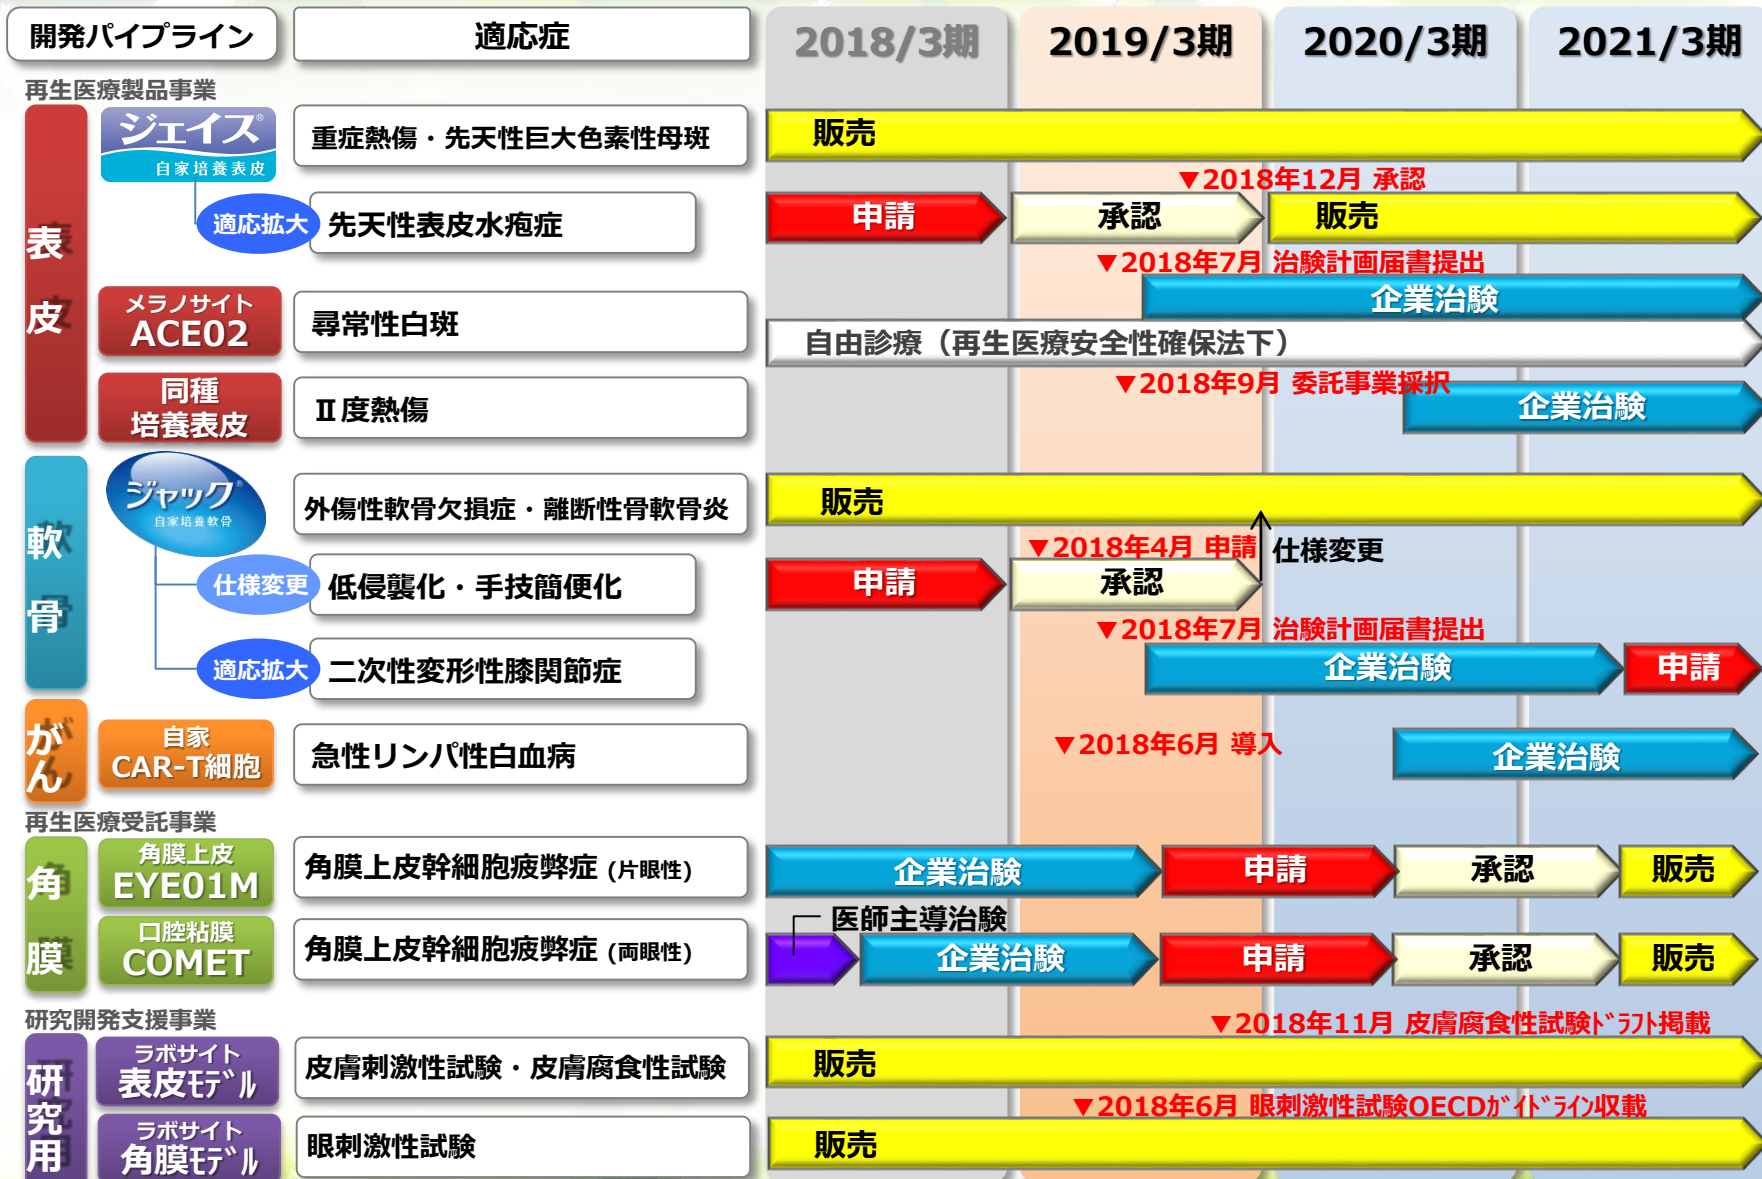 開発パイプライン 適応症 2018/3期 2019/3期 2020/3期 2021/3期
再生医療製品事業
表皮
ジェイス®
自家培養表皮
重症熱傷・先天性巨大色素性母斑
販売
▼2018年12月 承認
適応拡大 先天性表皮水疱症
申請 承認 販売
▼2018年7月 治験計画届書提出
メラノサイト
ACE02
尋常性白斑
企業治験
自由診療（再生医療安全性確保法下）
▼2018年9月 委託事業採択
同種
培養表皮
Ⅱ度熱傷
企業治験
軟骨
ジャック®
自家培養軟骨
外傷性軟骨欠損症・離断性骨軟骨炎
販売
▼2018年4月 申請 仕様変更
仕様変更 低侵襲化・手技簡便化
申請 承認
▼2018年7月 治験計画届書提出
適応拡大 二次性変形性膝関節症
企業治験 申請
がん
自家
CAR-T細胞
急性リンパ性白血病
▼2018年6月 導入
企業治験
再生医療受託事業
角膜
角膜上皮
EYE01M
角膜上皮幹細胞疲弊症 (片眼性)
企業治験 申請 承認 販売
医師主導治験
口腔粘膜
COMET
角膜上皮幹細胞疲弊症 (両眼性)
企業治験 申請 承認 販売
研究開発支援事業
▼2018年11月 皮膚腐食性試験ﾄﾞﾗﾌﾄ掲載
研究用
ラボサイト
表皮ﾓﾃﾞﾙ
皮膚刺激性試験・皮膚腐食性試験
販売
▼2018年6月 眼刺激性試験OECDｶﾞｲﾄﾞﾗｲﾝ収載
ラボサイト
角膜ﾓﾃﾞﾙ
眼刺激性試験
販売